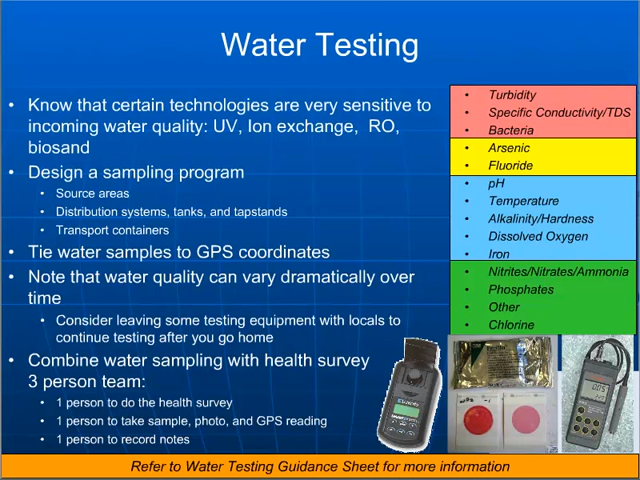 Water Testing
• Know that certain technologies are very sensitive to
incoming water quality: UV, Ion exchange, RO,
biosand
• Design a sampling program
• Source areas
• Distribution systems, tanks, and tapstands
• Transport containers
• Tie water samples to GPS coordinates
• Note that water quality can vary dramatically over
time
• Consider leaving some testing equipment with locals to
continue testing after you go home
• Combine water sampling with health survey
3 person team:
• 1 person to do the health survey
• 1 person to take sample, photo, and GPS reading
• 1 person to record notes
• Turbidity
• Specific Conductivity/TDS
• Bacteria
• Arsenic
• Fluoride
• pH
• Temperature
• Alkalinity/Hardness
• Dissolved Oxygen
• Iron
• Nitrites/Nitrates/Ammonia
• Phosphates
• Other
• Chlorine
Refer to Water Testing Guidance Sheet for more information